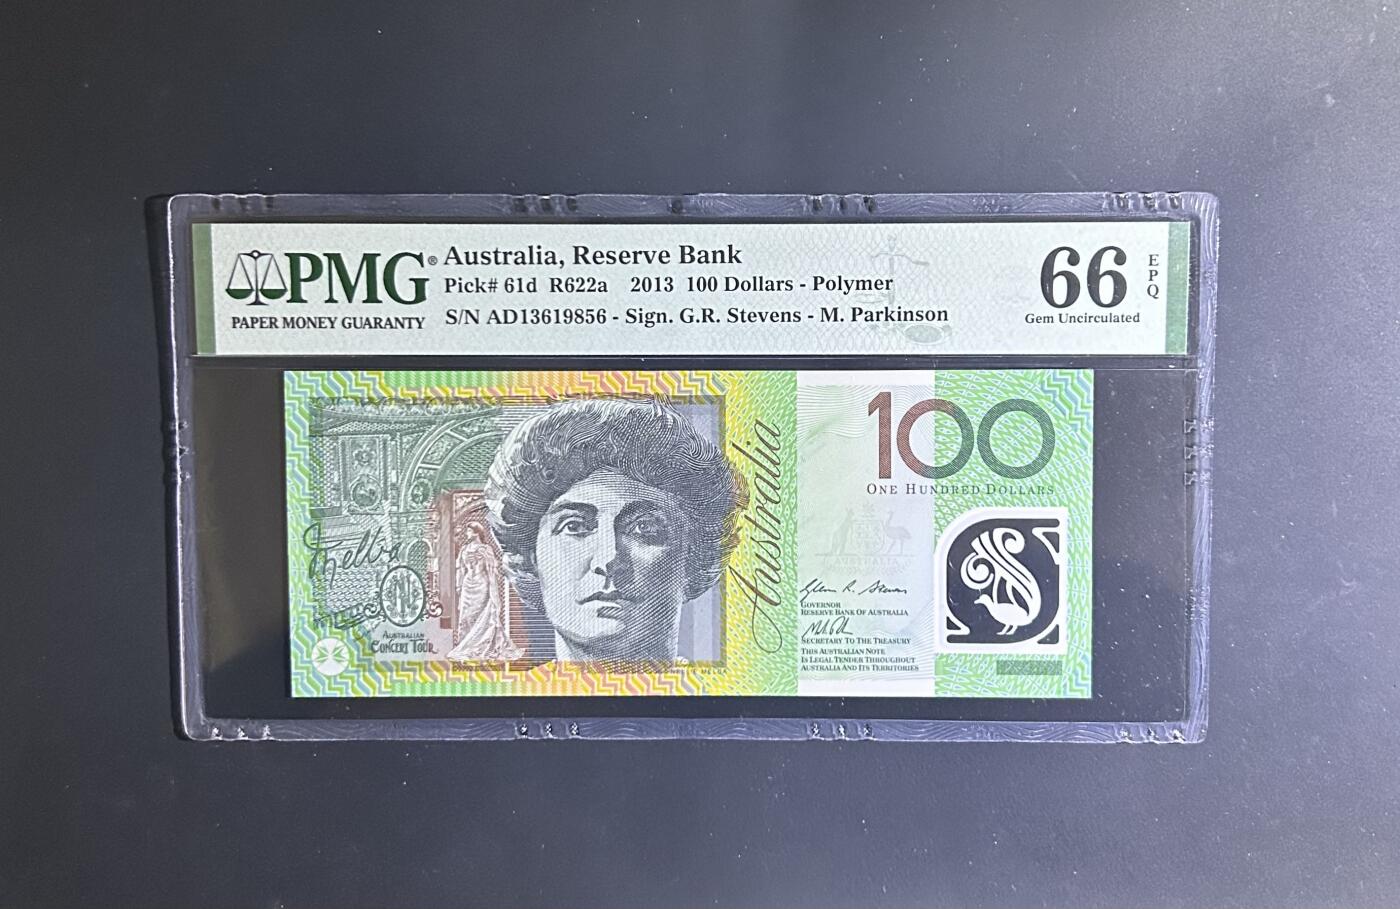 PMG®
PAPER MONEY GUARANTY
Australia, Reserve Bank
Pick# 61d R622a 2013 100 Dollars - Polymer
S/N AD13619856 - Sign. G.R. Stevens - M. Parkinson
66
EPQ
Gem Uncirculated
Melba
AUSTRALIAN
CONCERT TOUR
Australia
100
ONE HUNDRED DOLLARS
AUSTRALIA
GOVERNOR
RESERVE BANK OF AUSTRALIA
SECRETARY TO THE TREASURY
THIS AUSTRALIAN NOTE
IS LEGAL TENDER THROUGHOUT
AUSTRALIA AND ITS TERRITORIES